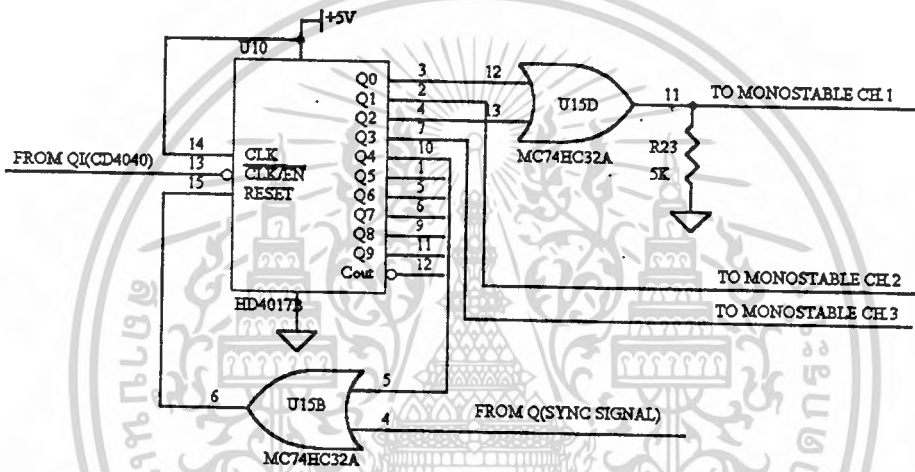 +5V
U10
Q0
Q1
Q2
Q3
Q4
Q5
Q6
Q7
Q8
Q9
Cout
3
2
4
7
10
1
5
6
9
11
12
12
13
U15D
11
TO MONOSTABLE CH.1
MC74HC32A
R23
5K
14
FROM QI(CD4040)
13
15
CLK
CLK/EN
RESET
TO MONOSTABLE CH.2
TO MONOSTABLE CH.3
HD4017B
6
U15B
5
4
FROM Q(SYNC SIGNAL)
MC74HC32A